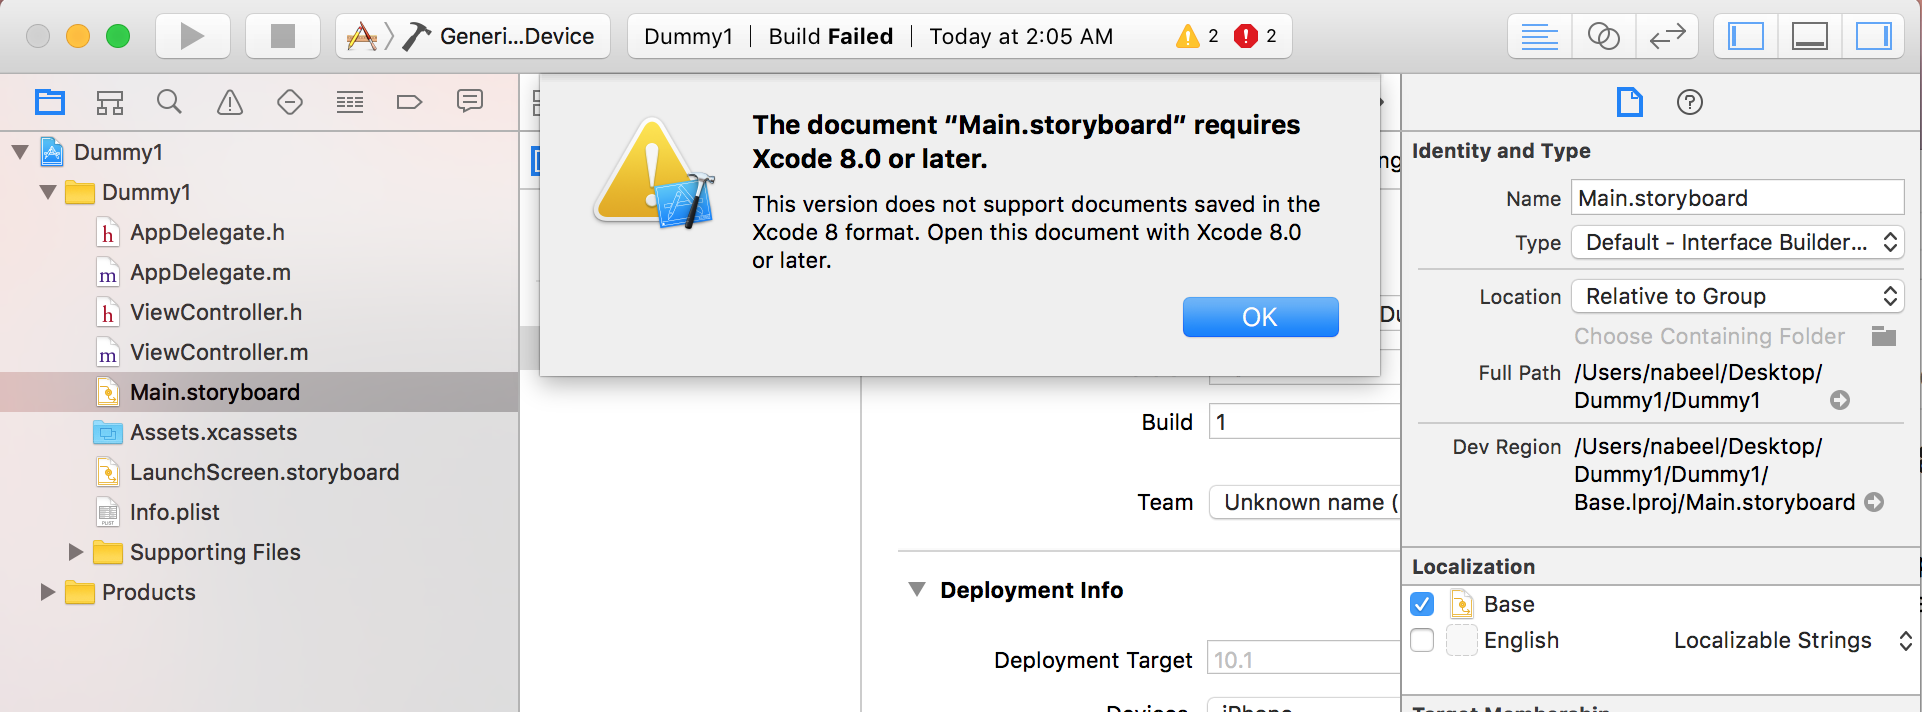 Generi...Device
Dummy1
Build Failed
Today at 2:05 AM
2
2
Dummy1
Dummy1
AppDelegate.h
AppDelegate.m
ViewController.h
ViewController.m
Main.storyboard
Assets.xcassets
LaunchScreen.storyboard
Info.plist
Supporting Files
Products
The document “Main.storyboard” requires
Xcode 8.0 or later.
This version does not support documents saved in the
Xcode 8 format. Open this document with Xcode 8.0
or later.
OK
Build 1
Team Unknown name (
Deployment Info
Deployment Target 10.1
Devices iPhone
Identity and Type
Name Main.storyboard
Type Default - Interface Builder...
Location Relative to Group
Choose Containing Folder
Full Path /Users/nabeel/Desktop/
Dummy1/Dummy1
Dev Region /Users/nabeel/Desktop/
Dummy1/Dummy1/
Base.lproj/Main.storyboard
Localization
Base
English Localizable Strings
Target Membership